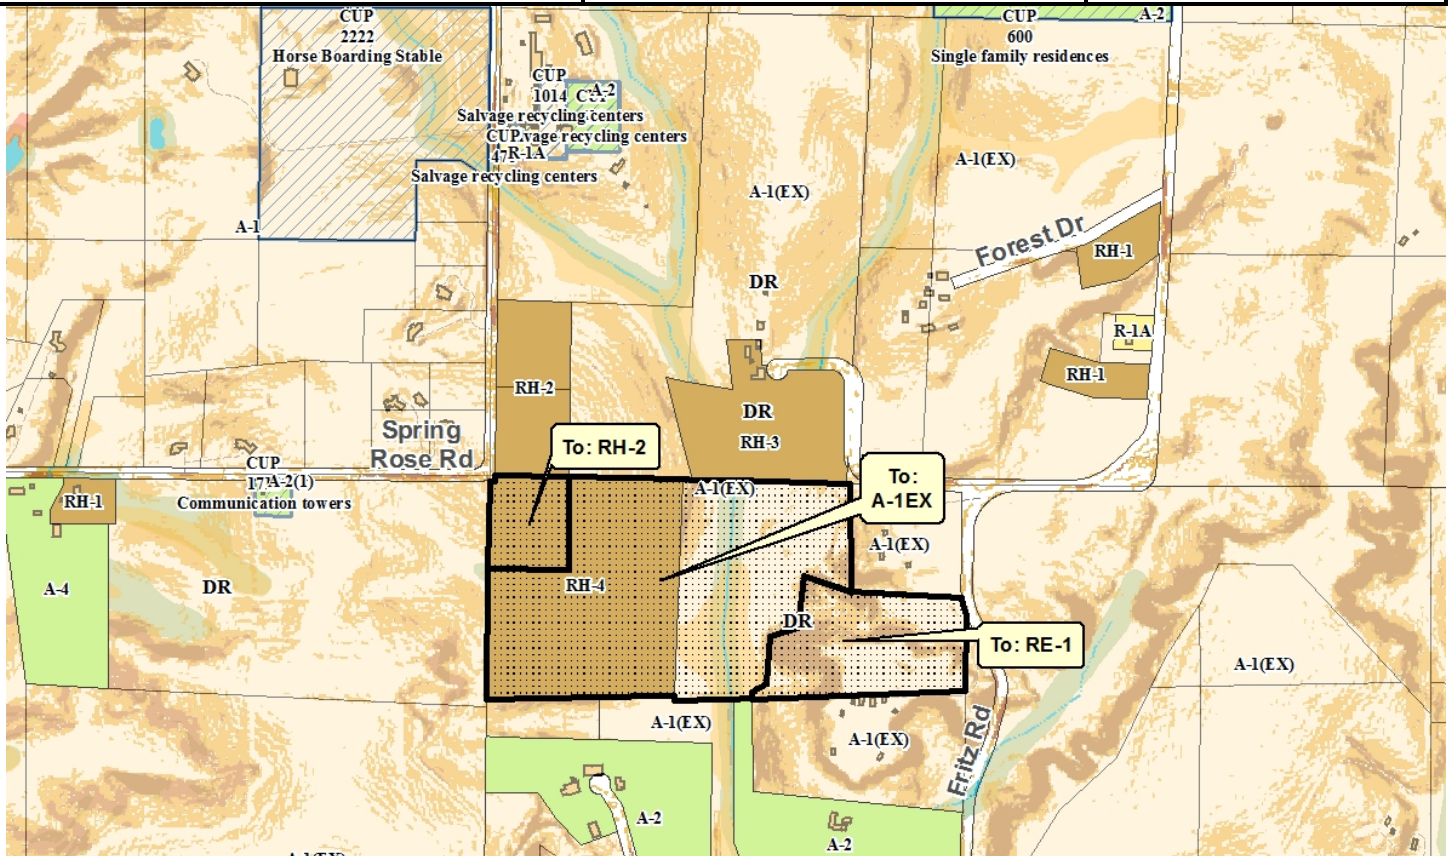 CUP
2222
Horse Boarding Stable
CUP
600
Single family residences
A-2
CUP
1014
A-2
Salvage recycling centers
CUP
vage recycling centers
R-1A
Salvage recycling centers
A-1
A-1(EX)
A-1(EX)
Forest Dr
RH-1
DR
R-1A
RH-1
RH-2
DR
RH-3
Spring
Rose Rd
To: RH-2
To:
A-1EX
CUP
A-2(1)
Communication towers
RH-1
A-1(EX)
A-1(EX)
A-4
DR
RH-4
DR
To: RE-1
A-1(EX)
A-1(EX)
A-1(EX)
Fritz Rd
A-2
A-2